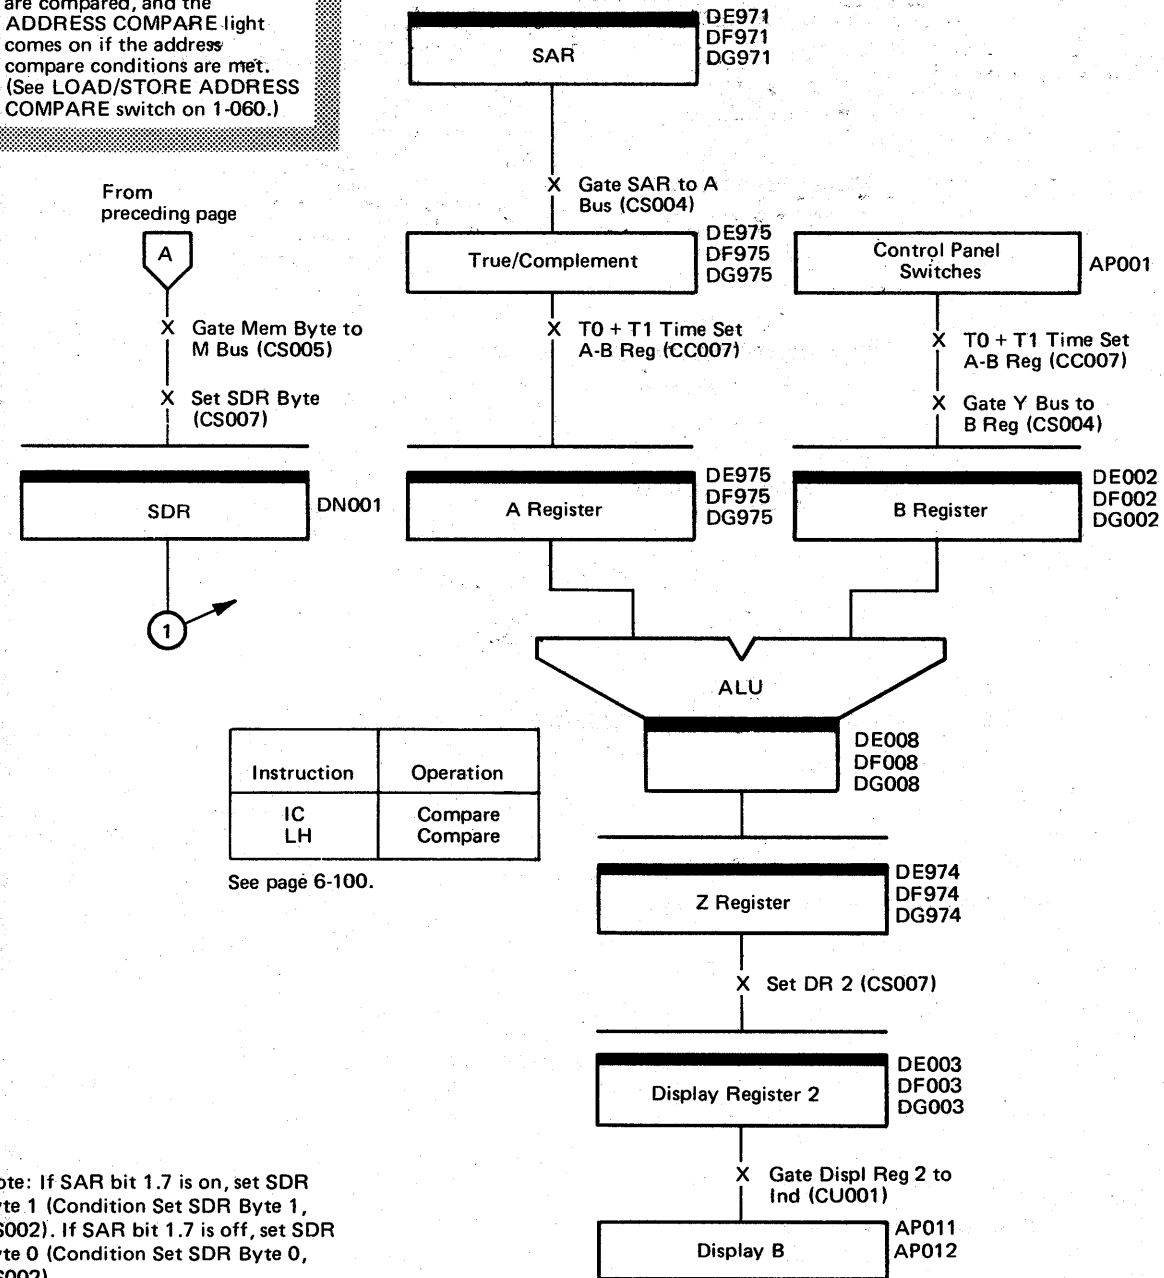 are compared, and the
ADDRESS COMPARE light
comes on if the address
compare conditions are met.
(See LOAD/STORE ADDRESS
COMPARE switch on 1-060.)
SAR
DE971
DF971
DG971
From
preceding page
A
X Gate SAR to A
Bus (CS004)
True/Complement
DE975
DF975
DG975
Control Panel
Switches
AP001
X Gate Mem Byte to
M Bus (CS005)
X T0 + T1 Time Set
A-B Reg (CC007)
X T0 + T1 Time Set
A-B Reg (CC007)
X Set SDR Byte
(CS007)
X Gate Y Bus to
B Reg (CS004)
SDR
DN001
A Register
DE975
DF975
DG975
B Register
DE002
DF002
DG002
1
ALU
DE008
DF008
DG008
Instruction Operation
IC Compare
LH Compare
See page 6-100.
Z Register
DE974
DF974
DG974
X Set DR 2 (CS007)
Display Register 2
DE003
DF003
DG003
X Gate Displ Reg 2 to
Ind (CU001)
Display B
AP011
AP012
ote: If SAR bit 1.7 is on, set SDR
yte 1 (Condition Set SDR Byte 1,
S002). If SAR bit 1.7 is off, set SDR
yte 0 (Condition Set SDR Byte 0,
S002)